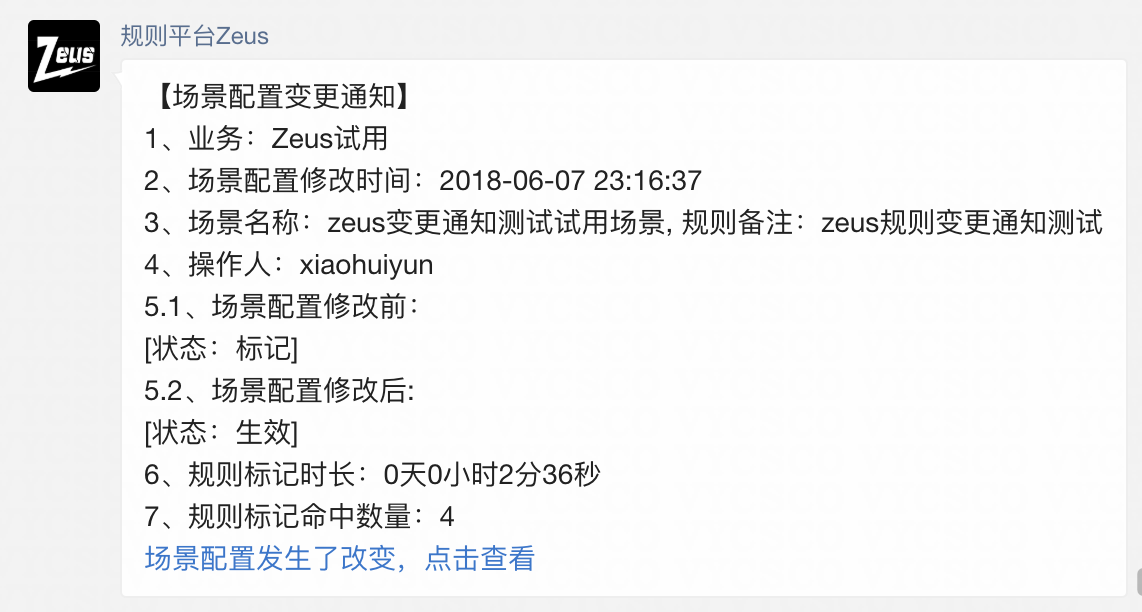 Zeus
规则平台Zeus
【场景配置变更通知】
1、业务：Zeus试用
2、场景配置修改时间：2018-06-07 23:16:37
3、场景名称：zeus变更通知测试试用场景, 规则备注：zeus规则变更通知测试
4、操作人：xiaohuiyun
5.1、场景配置修改前：
[状态：标记]
5.2、场景配置修改后:
[状态：生效]
6、规则标记时长：0天0小时2分36秒
7、规则标记命中数量：4
场景配置发生了改变，点击查看